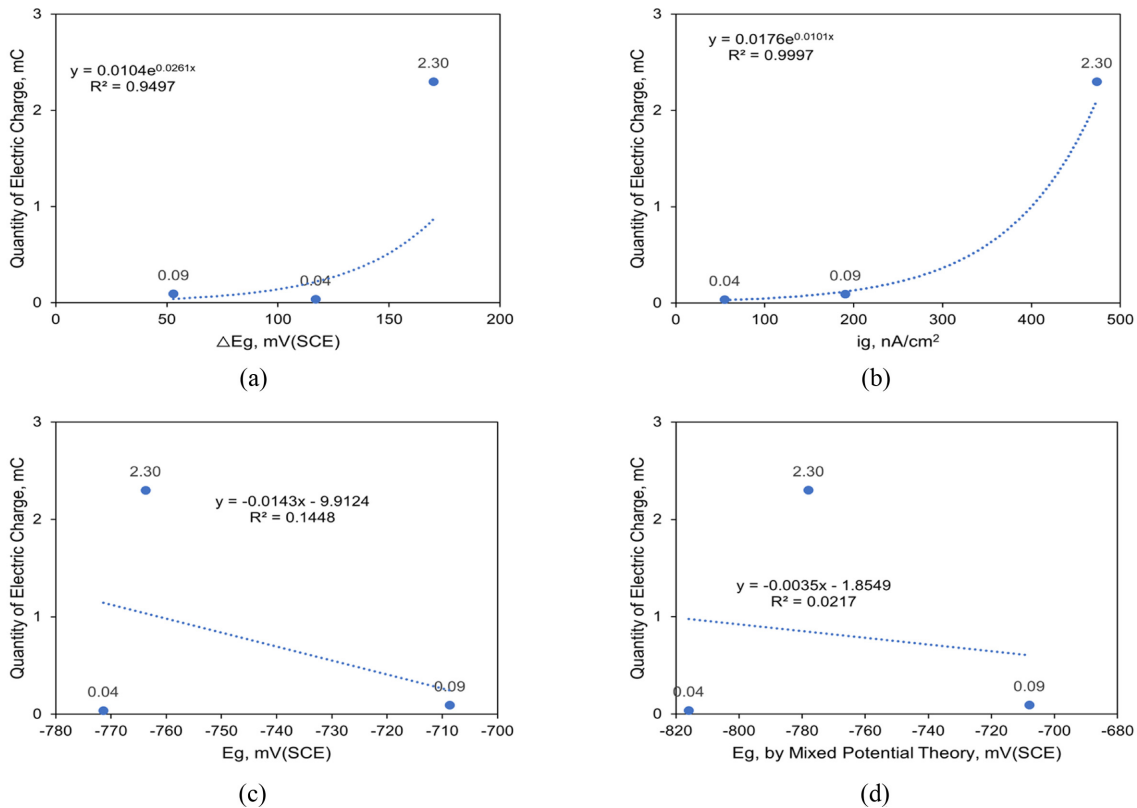 3
y = 0.0104e^0.0261x
R² = 0.9497
2.30
2
1
0.09
0.04
0
0 50 100 150 200
Quantity of Electric Charge, mC
△Eg, mV(SCE)
(a)
3
y = 0.0176e^0.0101x
R² = 0.9997
2.30
2
1
0.04
0.09
0
0 100 200 300 400 500
Quantity of Electric Charge, mC
ig, nA/cm²
(b)
3
2.30
y = -0.0143x - 9.9124
R² = 0.1448
2
1
0.04
0.09
0
-780 -770 -760 -750 -740 -730 -720 -710 -700
Quantity of Electric Charge, mC
Eg, mV(SCE)
(c)
3
2.30
2
y = -0.0035x - 1.8549
R² = 0.0217
1
0.04
0.09
0
-820 -800 -780 -760 -740 -720 -700 -680
Quantity of Electric Charge, mC
Eg, by Mixed Potential Theory, mV(SCE)
(d)